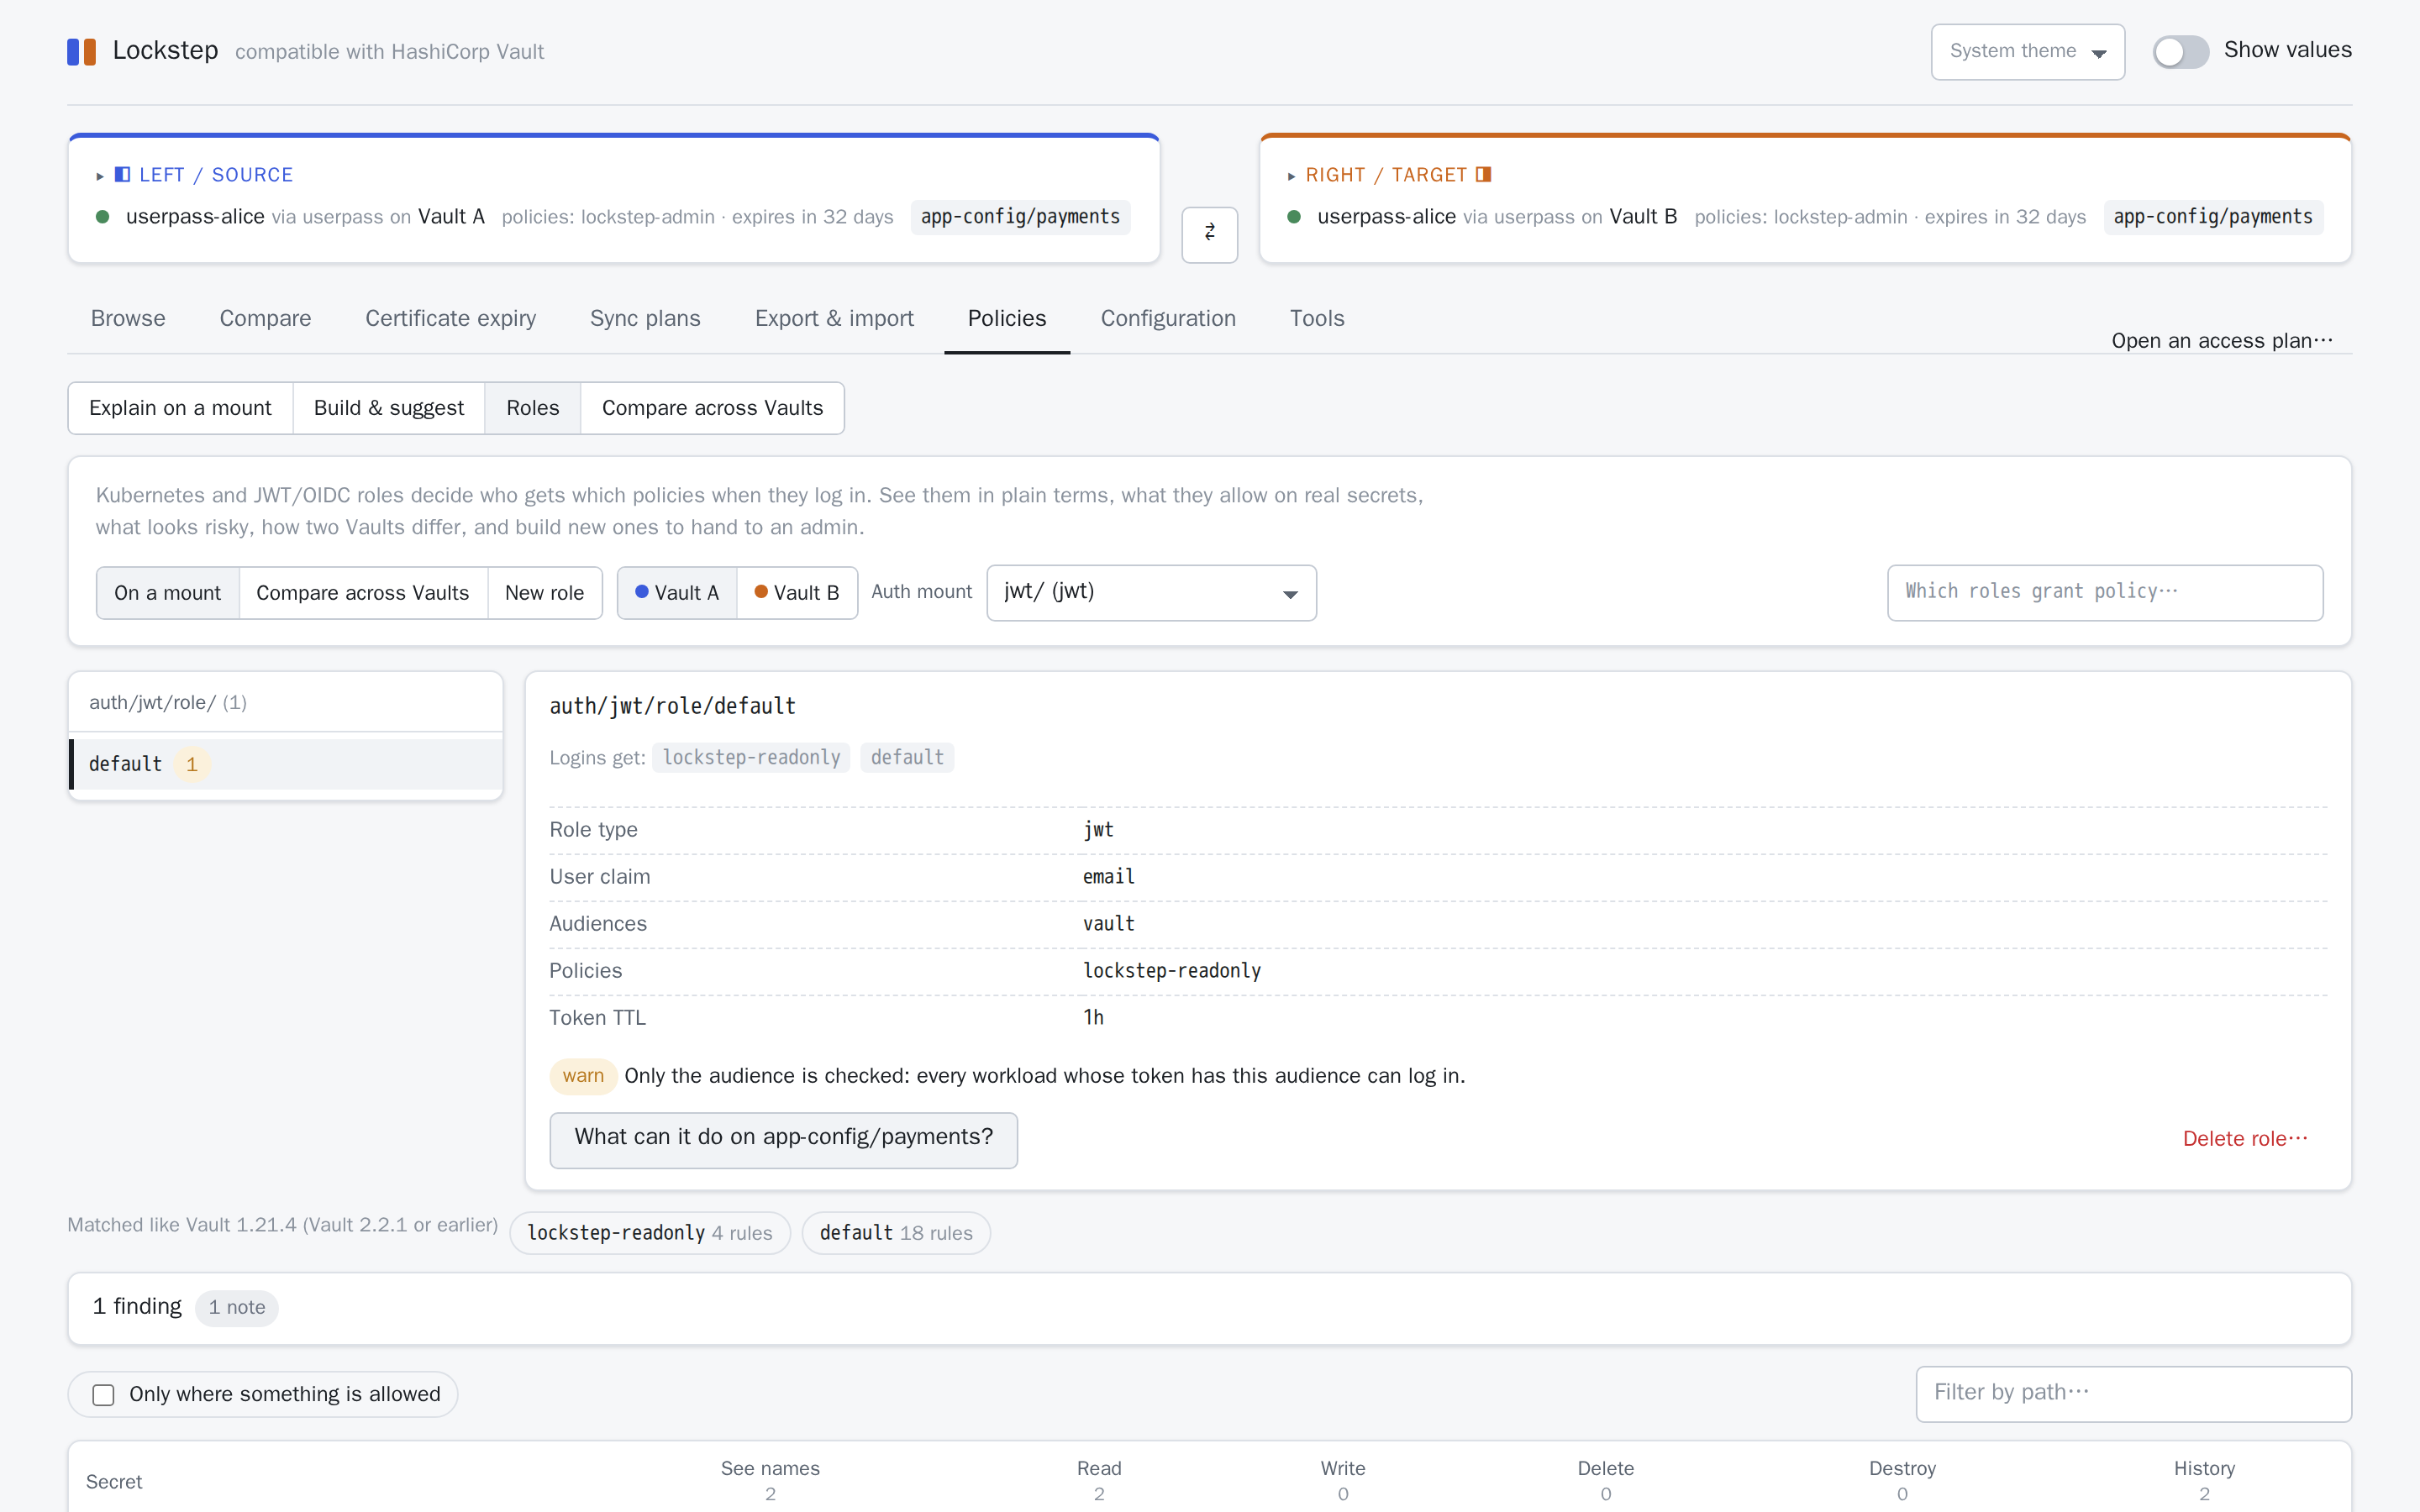 Lockstep compatible with HashiCorp Vault
System theme
Show values
LEFT / SOURCE
userpass-alice via userpass on Vault A policies: lockstep-admin · expires in 32 days app-config/payments
RIGHT / TARGET
userpass-alice via userpass on Vault B policies: lockstep-admin · expires in 32 days app-config/payments
Browse Compare Certificate expiry Sync plans Export & import Policies Configuration Tools
Open an access plan…
Explain on a mount Build & suggest Roles Compare across Vaults
Kubernetes and JWT/OIDC roles decide who gets which policies when they log in. See them in plain terms, what they allow on real secrets,
what looks risky, how two Vaults differ, and build new ones to hand to an admin.
On a mount Compare across Vaults New role Vault A Vault B Auth mount jwt/ (jwt) Which roles grant policy…
auth/jwt/role/ (1)
default 1
auth/jwt/role/default
Logins get: lockstep-readonly default
Role type jwt
User claim email
Audiences vault
Policies lockstep-readonly
Token TTL 1h
warn Only the audience is checked: every workload whose token has this audience can log in.
What can it do on app-config/payments?
Delete role…
Matched like Vault 1.21.4 (Vault 2.2.1 or earlier) lockstep-readonly 4 rules default 18 rules
1 finding 1 note
Only where something is allowed
Filter by path…
Secret See names Read Write Delete Destroy History
2 2 0 0 0 2